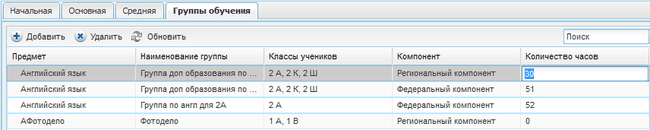 Начальная Основная Средняя Группы обучения
Добавить Удалить Обновить Поиск
Предмет Наименование группы Классы учеников Компонент Количество часов
Английский язык Группа доп образования по ... 2 А, 2 К, 2 Ш Региональный компонент 30
Английский язык Группа доп образования по ... 2 А, 2 К, 2 Ш Федеральный компонент 51
Английский язык Группа по англ для 2А 2 А Федеральный компонент 52
АФотодело Фотодело 1 А, 1 В Региональный компонент 0